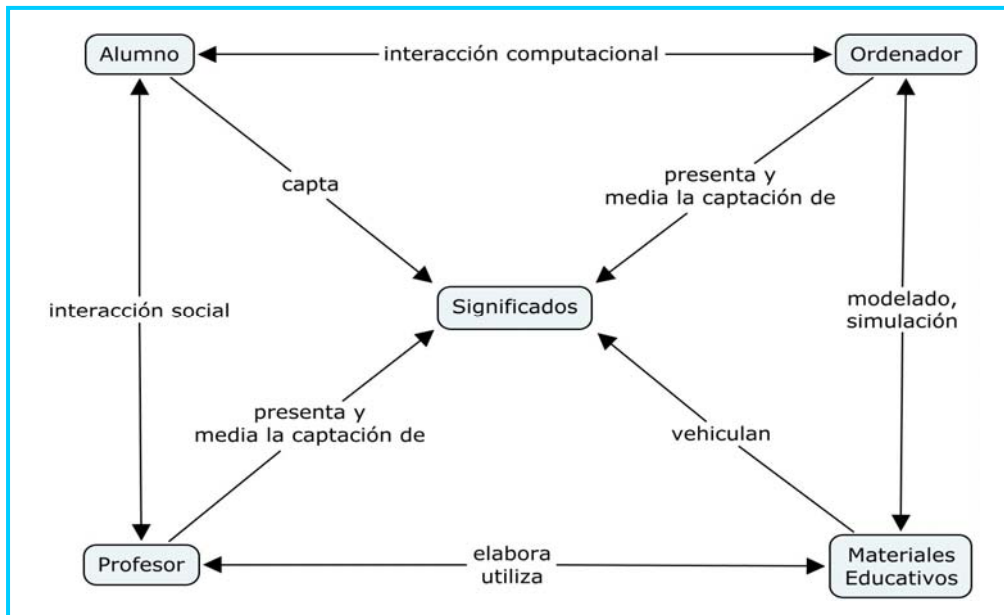 Alumno
interacción computacional
Ordenador
capta
presenta y
media la captación de
interacción social
Significados
modelado,
simulación
presenta y
media la captación de
vehiculan
Profesor
elabora
utiliza
Materiales
Educativos